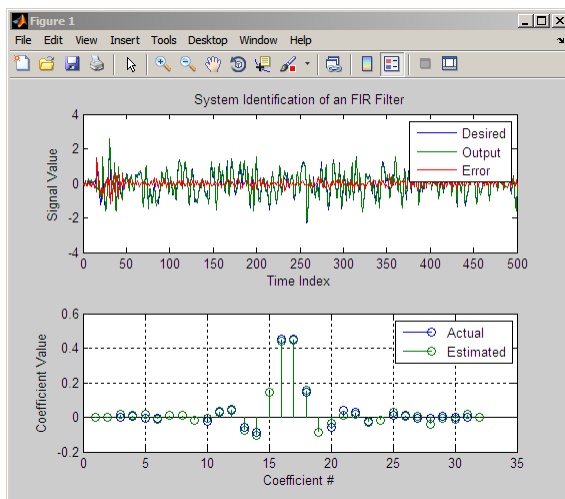 Figure 1
File Edit View Insert Tools Desktop Window Help
System Identification of an FIR Filter
Signal Value
4
2
0
-2
-4
Desired
Output
Error
0 50 100 150 200 250 300 350 400 450 500
Time Index
Coefficient Value
0.6
0.4
0.2
0
-0.2
Actual
Estimated
0 5 10 15 20 25 30 35
Coefficient #